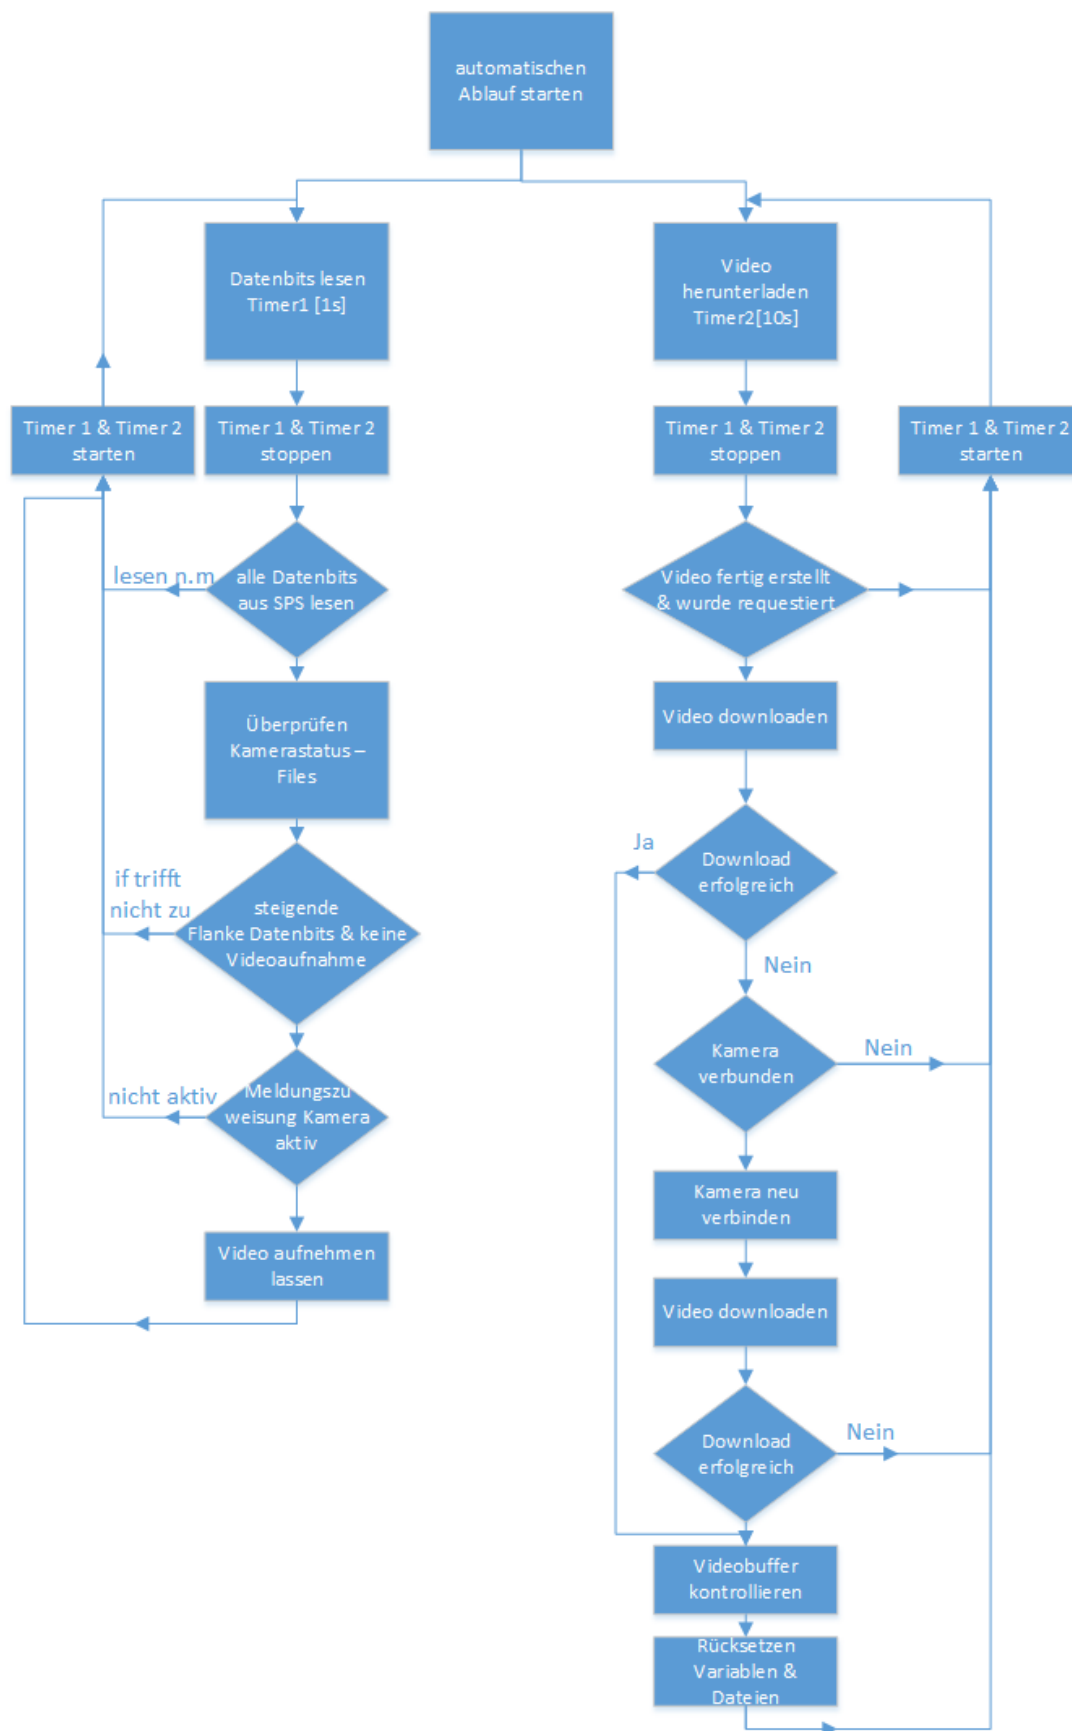 automatischen
Ablauf starten
Datenbits lesen
Timer1 [1s]
Video
herunterladen
Timer2[10s]
Timer 1 & Timer 2
starten
Timer 1 & Timer 2
stoppen
Timer 1 & Timer 2
stoppen
Timer 1 & Timer 2
starten
lesen n.m
alle Datenbits
aus SPS lesen
Video fertig erstellt
& wurde requestiert
Überprüfen
Kamerastatus –
Files
Video downloaden
Ja
Download
erfolgreich
if trifft
nicht zu
steigende
Flanke Datenbits & keine
Videoaufnahme
Nein
Kamera
verbunden
Nein
nicht aktiv
Meldungszu
weisung Kamera
aktiv
Kamera neu
verbinden
Video aufnehmen
lassen
Video downloaden
Download
erfolgreich
Nein
Videobuffer
kontrollieren
Rücksetzen
Variablen &
Dateien